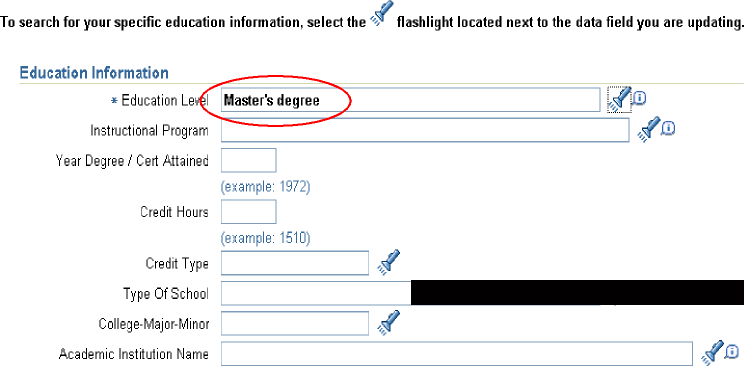 To search for your specific education information, select the flashlight located next to the data field you are updating.
Education Information
* Education Level Master's degree
Instructional Program
Year Degree / Cert Attained
(example: 1972)
Credit Hours
(example: 1510)
Credit Type
Type Of School
College-Major-Minor
Academic Institution Name